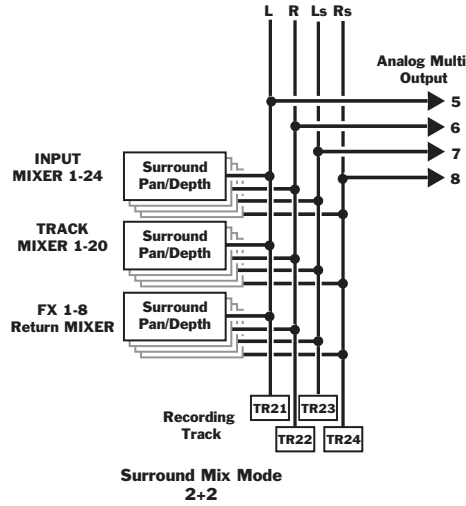 L R Ls Rs
Analog Multi
Output
5
6
7
8
INPUT
MIXER 1-24
Surround
Pan/Depth
TRACK
MIXER 1-20
Surround
Pan/Depth
FX 1-8
Return MIXER
Surround
Pan/Depth
Recording
Track
TR21 TR23
TR22 TR24
Surround Mix Mode
2+2